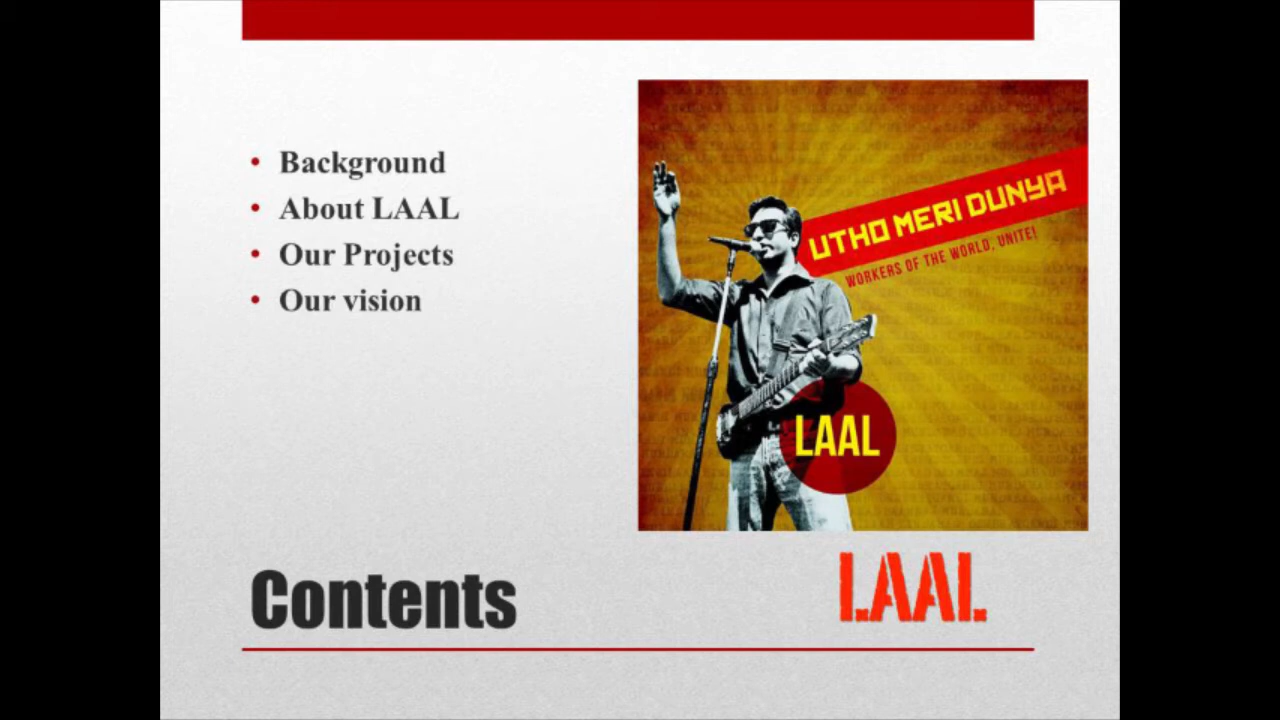 Background
About LAAL
Our Projects
Our vision
UTHO MERI DUNYA
WORKERS OF THE WORLD, UNITE!
LAAL
Contents
LAAL